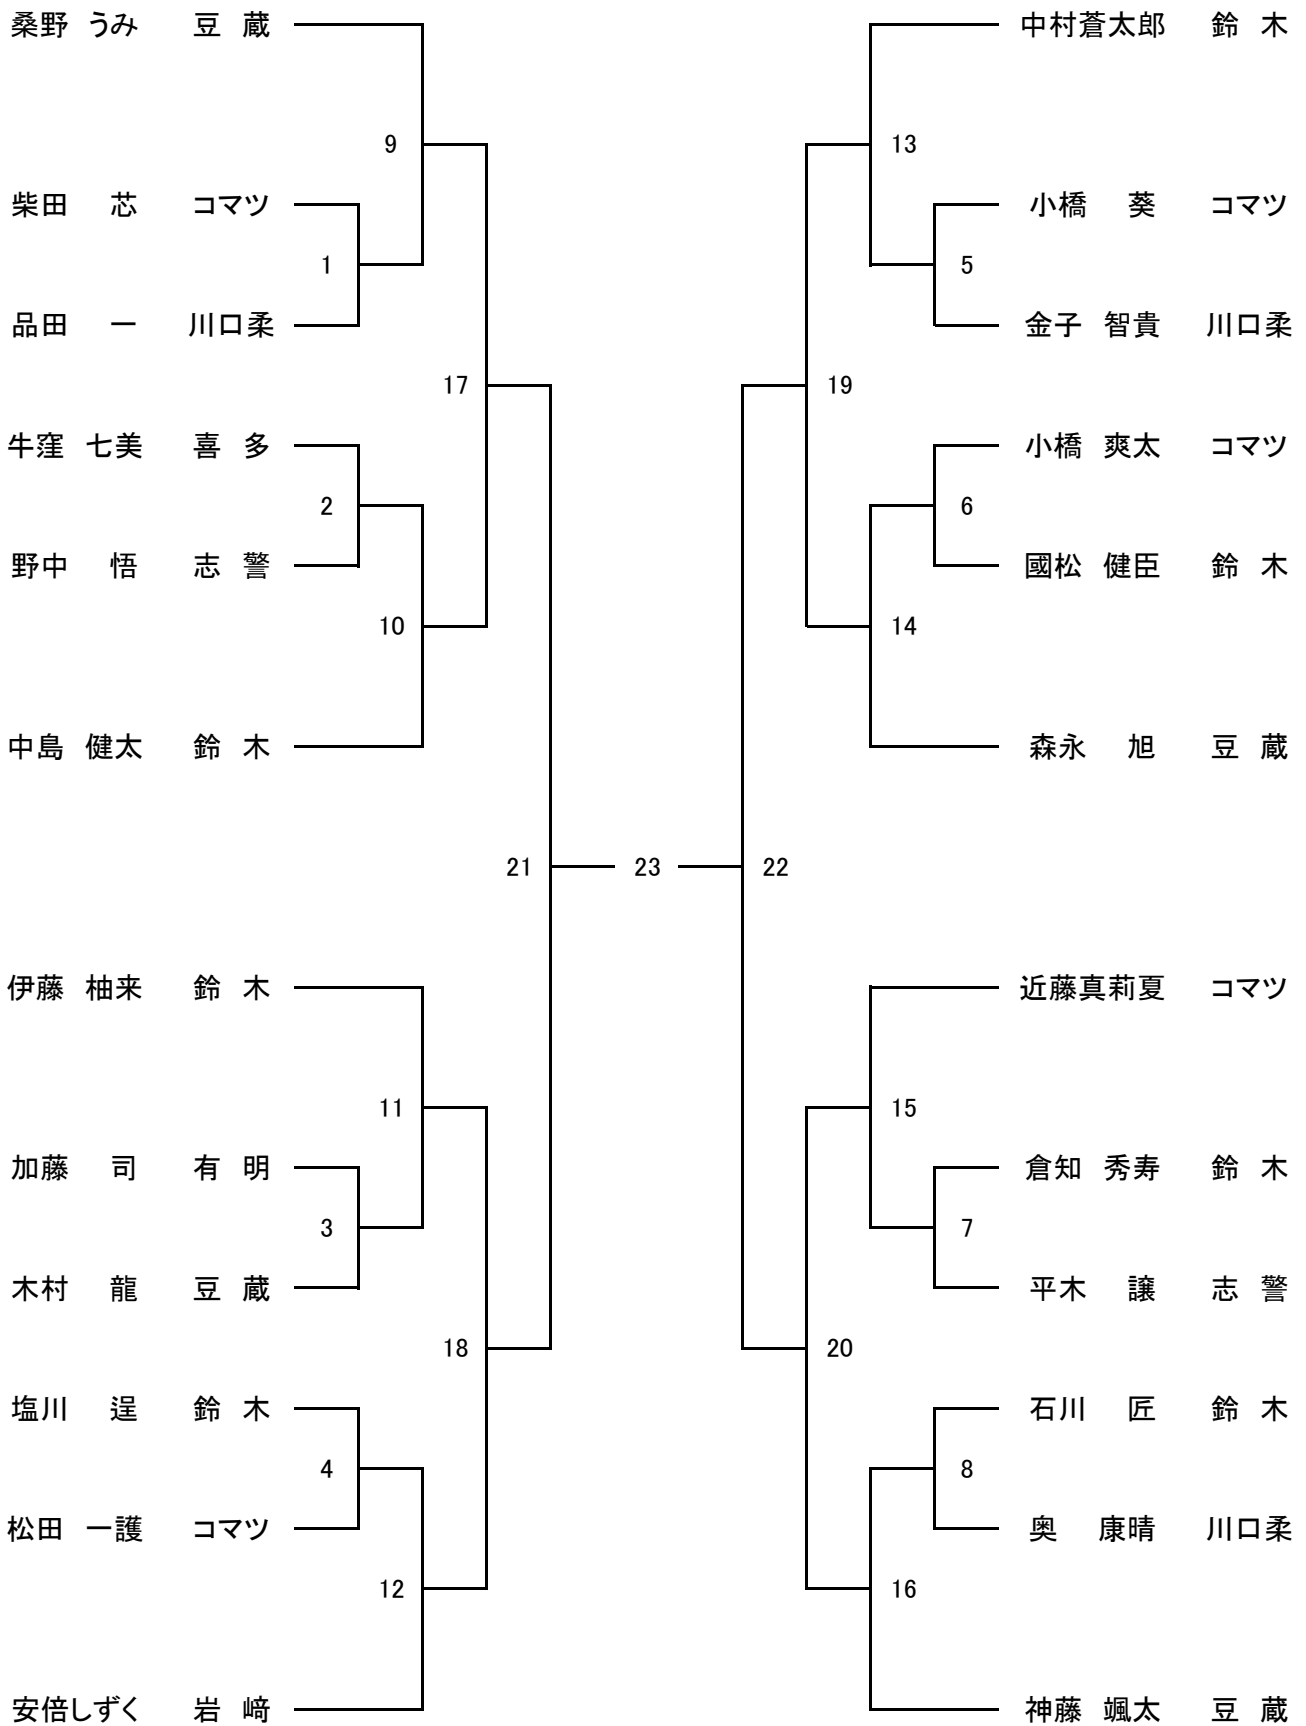 桑野 うみ 豆 蔵 中村蒼太郎 鈴 木
9 13
柴田 芯 コマツ 小橋 葵 コマツ
1 5
品田 一 川口柔 金子 智貴 川口柔
17 19
牛窪 七美 喜 多 小橋 爽太 コマツ
2 6
野中 悟 志 警 國松 健臣 鈴 木
10 14
中島 健太 鈴 木 森永 旭 豆 蔵
21 23 22
伊藤 柚来 鈴 木 近藤真莉夏 コマツ
11 15
加藤 司 有 明 倉知 秀寿 鈴 木
3 7
木村 龍 豆 蔵 平木 譲 志 警
18 20
塩川 逞 鈴 木 石川 匠 鈴 木
4 8
松田 一護 コマツ 奥 康晴 川口柔
12 16
安倍しずく 岩 﨑 神藤 颯太 豆 蔵